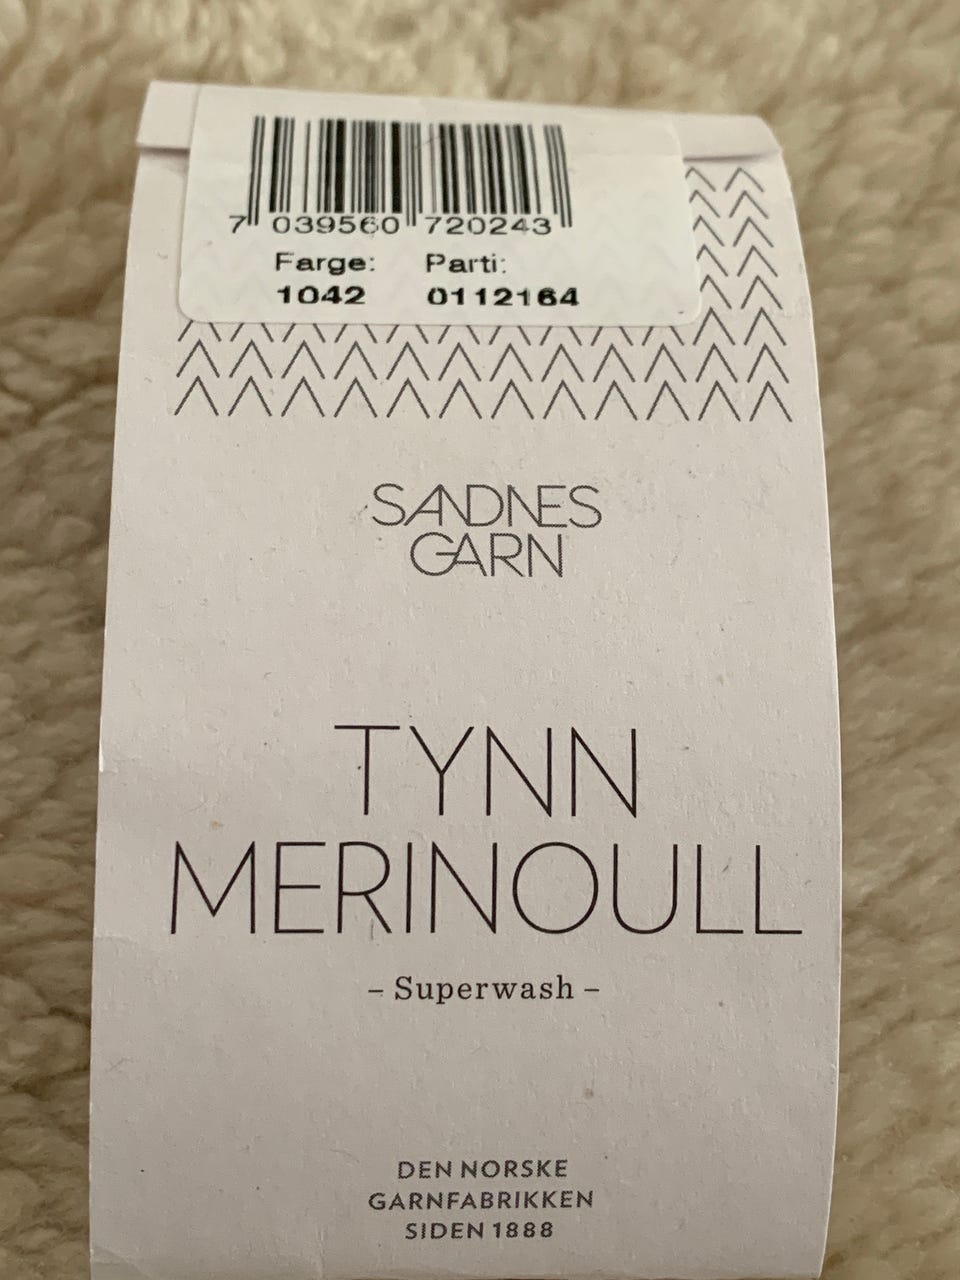 7 039560 720243
Farge: Parti:
1042 0112164
SANDNES
GARN
TYNN
MERINOULL
– Superwash –
DEN NORSKE
GARNFABRIKKEN
SIDEN 1888